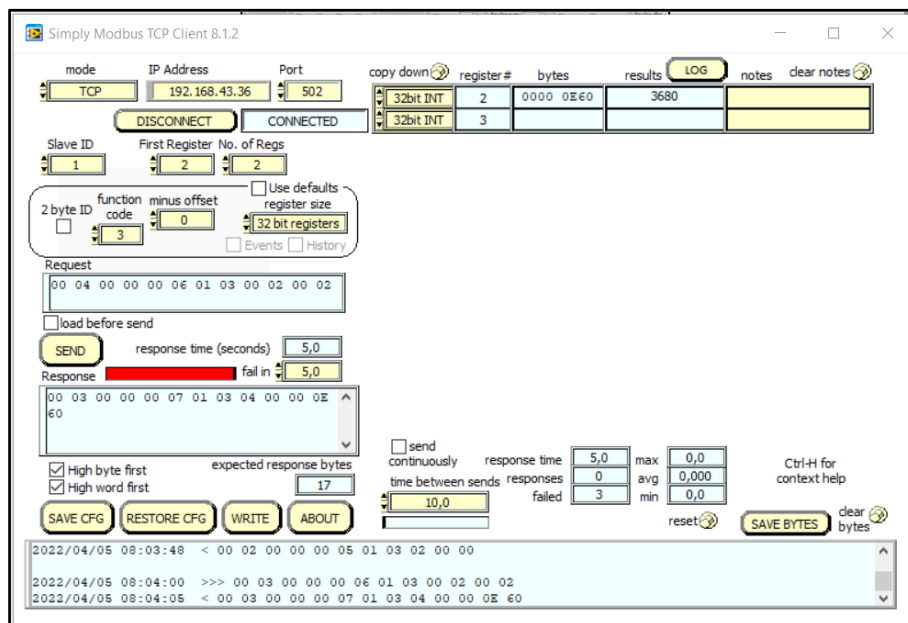 Simply Modbus TCP Client 8.1.2
mode IP Address Port
TCP 192.168.43.36 502
DISCONNECT CONNECTED
copy down register # bytes results LOG notes clear notes
32bit INT 2 0000 0E60 3680
32bit INT 3
Slave ID First Register No. of Regs
1 2 2
Use defaults
2 byte ID function code minus offset register size
3 0 32 bit registers
Events History
Request
00 04 00 00 00 06 01 03 00 02 00 02
load before send
SEND response time (seconds) 5,0
Response fail in 5,0
00 03 00 00 00 07 01 03 04 00 00 0E
60
High byte first
High word first
expected response bytes
17
SAVE CFG RESTORE CFG WRITE ABOUT
send continuously
time between sends
10,0
response time 5,0 max 0,0
responses 0 avg 0,000
failed 3 min 0,0
reset
Ctrl-H for
context help
SAVE BYTES clear bytes
2022/04/05 08:03:48 < 00 02 00 00 00 05 01 03 02 00 00
2022/04/05 08:04:00 >>> 00 03 00 00 00 06 01 03 00 02 00 02
2022/04/05 08:04:05 < 00 03 00 00 00 07 01 03 04 00 00 0E 60